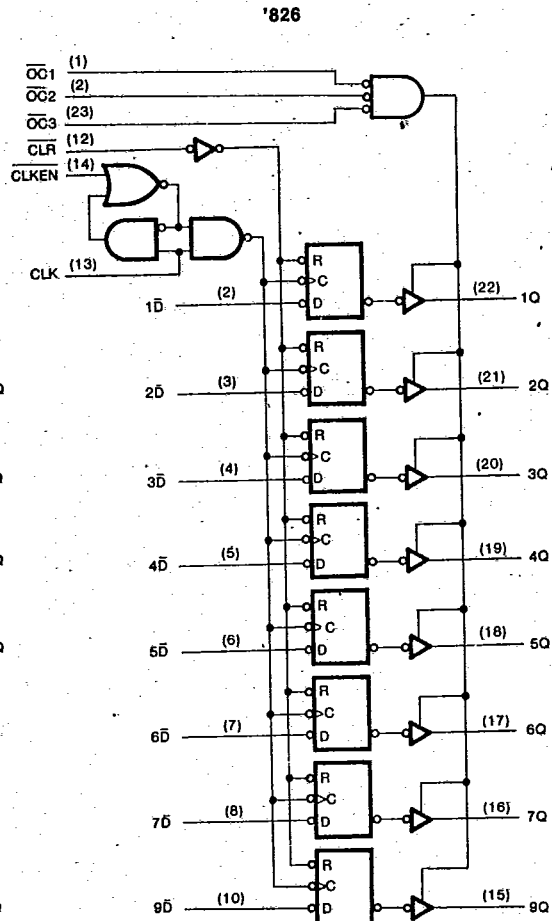 '826
OC1 (1)
OC2 (2)
OC3 (23)
CLR (12)
CLKEN (14)
CLK (13)
R
C
1D (2) D (22) 1Q
R
C
2D (3) D (21) 2Q
R
C
3D (4) D (20) 3Q
R
C
4D (5) D (19) 4Q
R
C
5D (6) D (18) 5Q
R
C
6D (7) D (17) 6Q
R
C
7D (8) D (16) 7Q
R
C
9D (10) D (15) 9Q